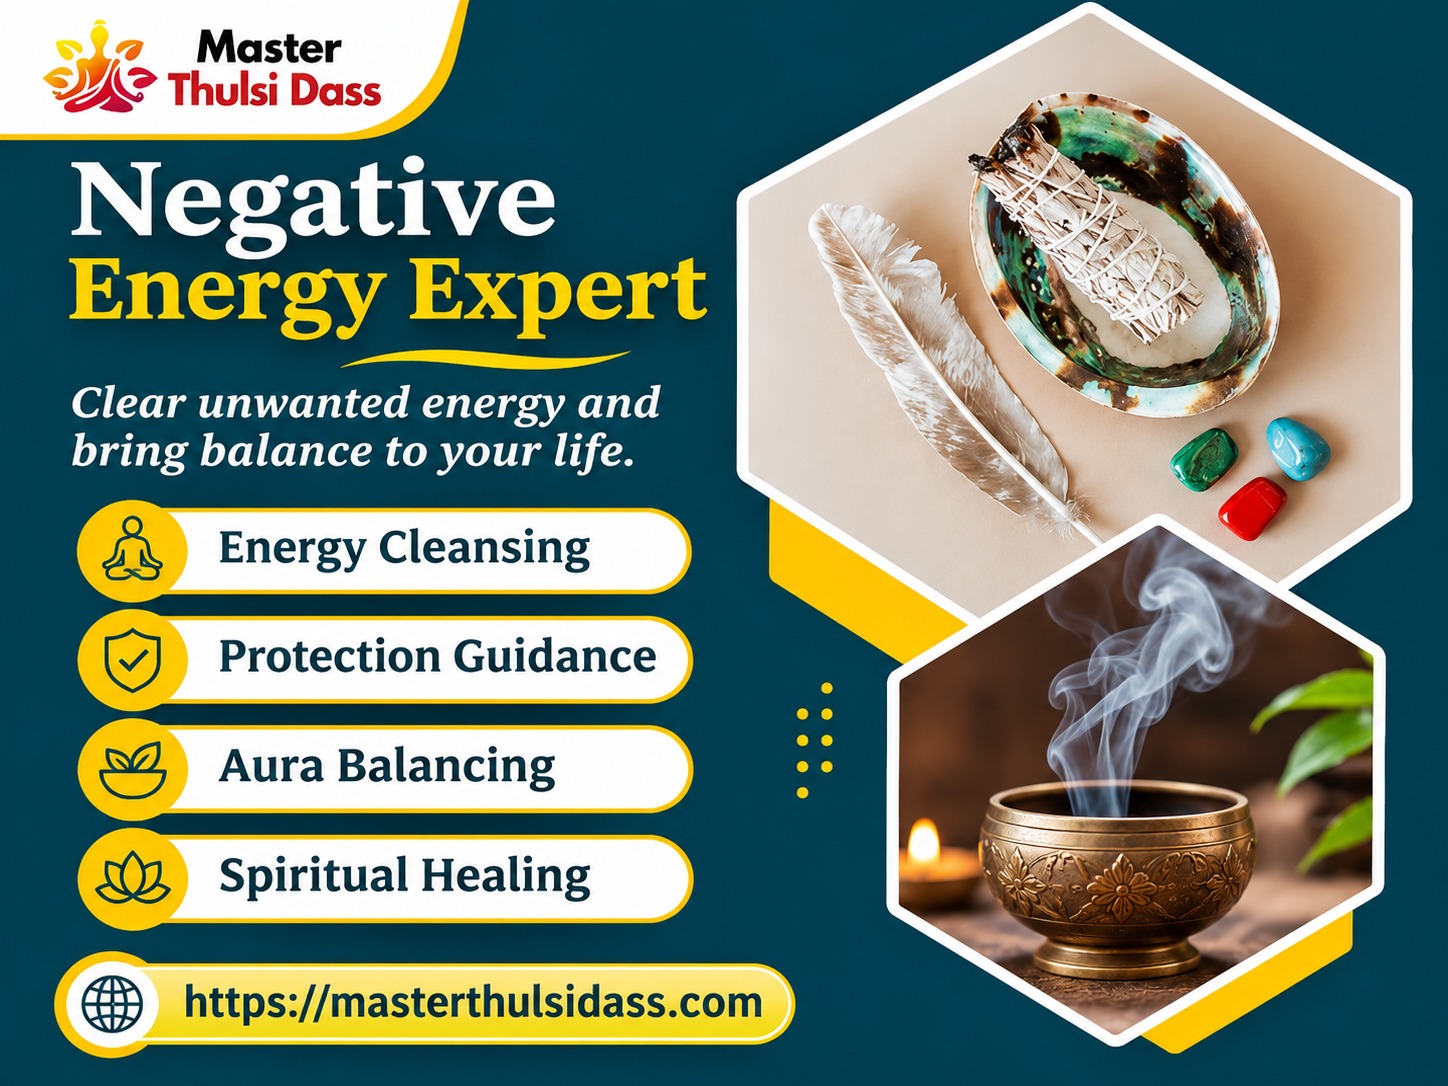 Master
Thulsi Dass
Negative
Energy Expert
Clear unwanted energy and
bring balance to your life.
Energy Cleansing
Protection Guidance
Aura Balancing
Spiritual Healing
https://masterthulsidass.com